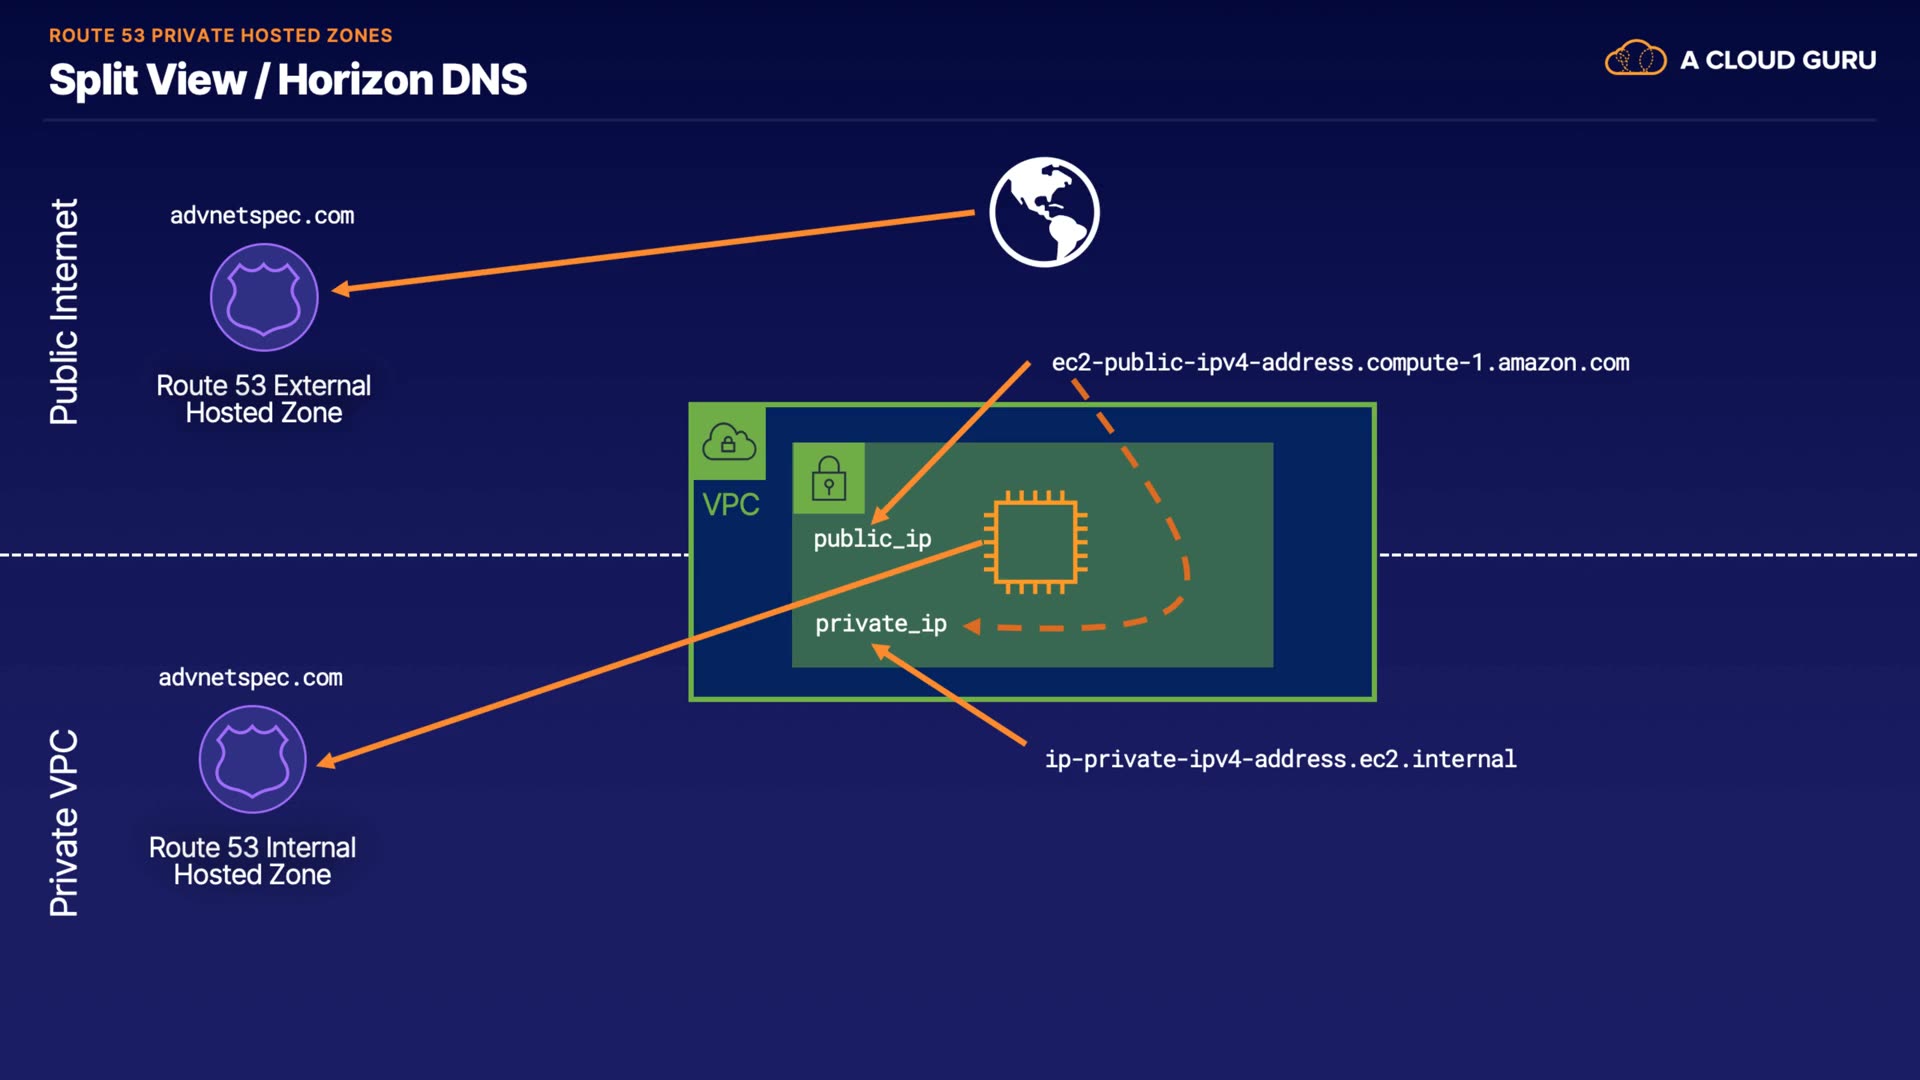 ROUTE 53 PRIVATE HOSTED ZONES
Split View / Horizon DNS
A CLOUD GURU
Public Internet
advnetspec.com
Route 53 External
Hosted Zone
ec2-public-ipv4-address.compute-1.amazon.com
VPC
public_ip
private_ip
Private VPC
advnetspec.com
Route 53 Internal
Hosted Zone
ip-private-ipv4-address.ec2.internal